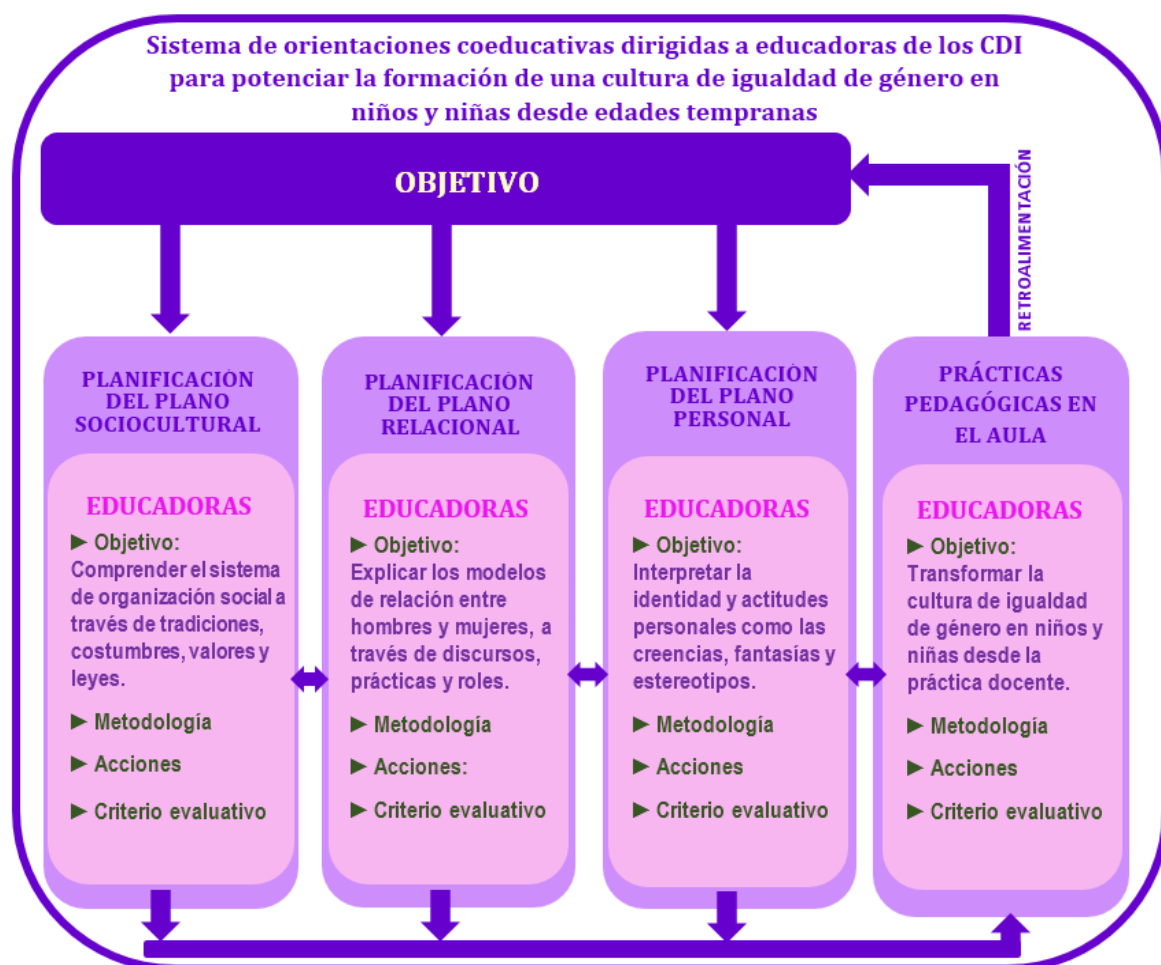 Sistema de orientaciones coeducativas dirigidas a educadoras de los CDI
para potenciar la formación de una cultura de igualdad de género en
niños y niñas desde edades tempranas
OBJETIVO
RETROALIMENTACIÓN
PLANIFICACIÓN
DEL PLANO
SOCIOCULTURAL
EDUCADORAS
► Objetivo:
Comprender el sistema
de organización social a
través de tradiciones,
costumbres, valores y
leyes.
► Metodología
► Acciones
► Criterio evaluativo
PLANIFICACIÓN
DEL PLANO
RELACIONAL
EDUCADORAS
► Objetivo:
Explicar los modelos
de relación entre
hombres y mujeres, a
través de discursos,
prácticas y roles.
► Metodología
► Acciones:
► Criterio evaluativo
PLANIFICACIÓN
DEL PLANO
PERSONAL
EDUCADORAS
► Objetivo:
Interpretar la
identidad y actitudes
personales como las
creencias, fantasías y
estereotipos.
► Metodología
► Acciones
► Criterio evaluativo
PRÁCTICAS
PEDAGÓGICAS EN
EL AULA
EDUCADORAS
► Objetivo:
Transformar la
cultura de igualdad
de género en niños y
niñas desde la
práctica docente.
► Metodología
► Acciones
► Criterio evaluativo